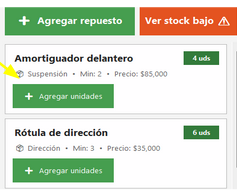 + Agregar repuesto
Ver stock bajo ⚠
Amortiguador delantero
4 uds
Suspensión • Min: 2 • Precio: $85,000
+ Agregar unidades
Rótula de dirección
6 uds
Dirección • Min: 3 • Precio: $35,000
+ Agregar unidades